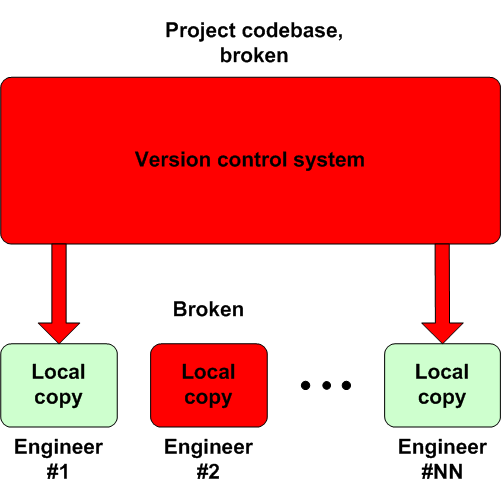 Project codebase,
broken
Version control system
Broken
Local
copy
Local
copy
Local
copy
Engineer
#1
Engineer
#2
Engineer
#NN